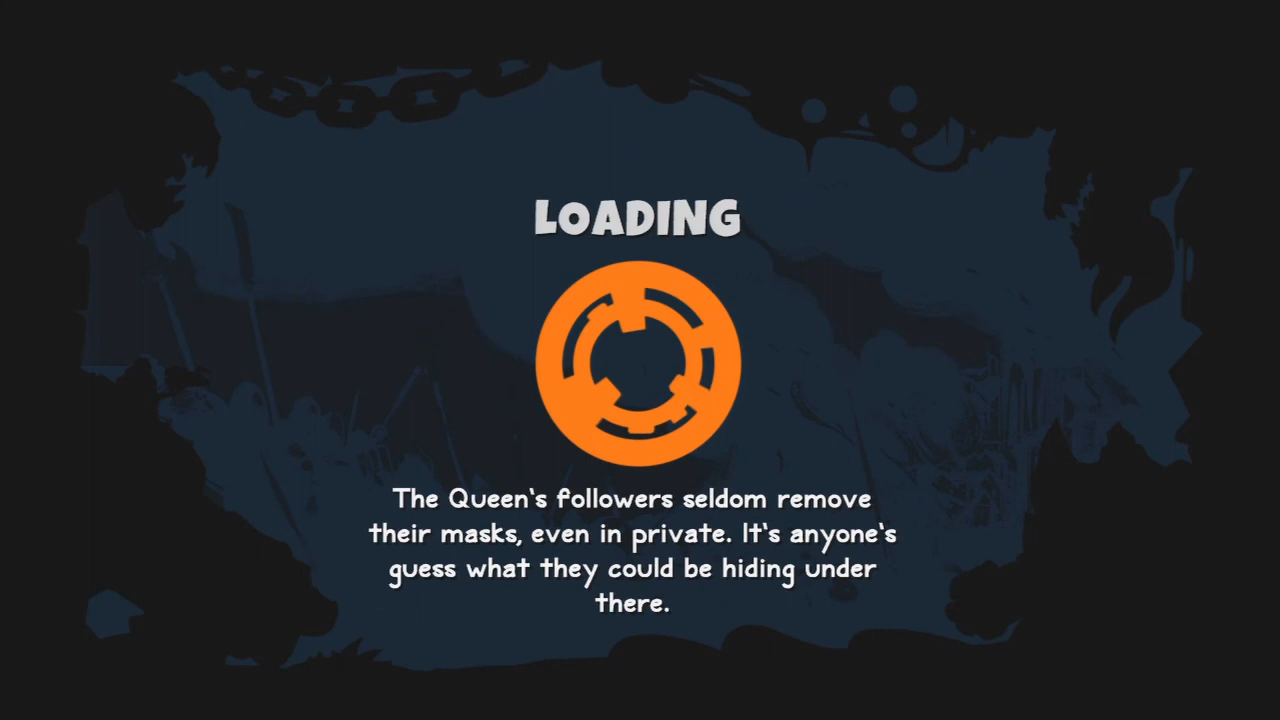 LOADING
The Queen's followers seldom remove
their masks, even in private. It's anyone's
guess what they could be hiding under
there.